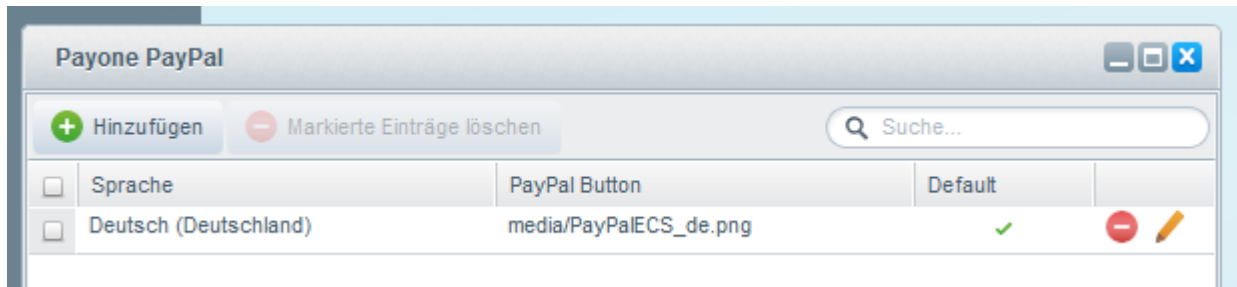 Payone PayPal
Hinzufügen Markierte Einträge löschen Suche...
Sprache PayPal Button Default
Deutsch (Deutschland) media/PayPalECS_de.png